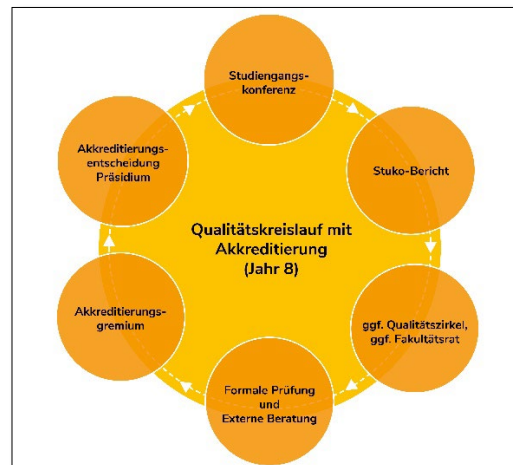 Studiengangs-
konferenz
Stuko-Bericht
ggf. Qualitätszirkel,
ggf. Fakultätsrat
Formale Prüfung
und
Externe Beratung
Akkreditierungs-
gremium
Akkreditierungs-
entscheidung
Präsidium
Qualitätskreislauf mit
Akkreditierung
(Jahr 8)